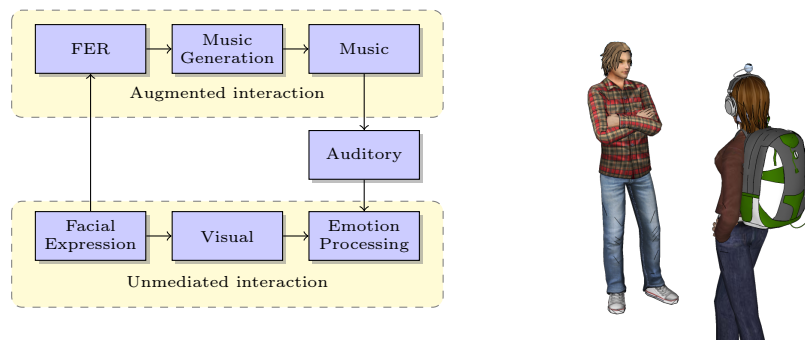 FER
Music
Generation
Music
Augmented interaction
Auditory
Facial
Expression
Visual
Emotion
Processing
Unmediated interaction